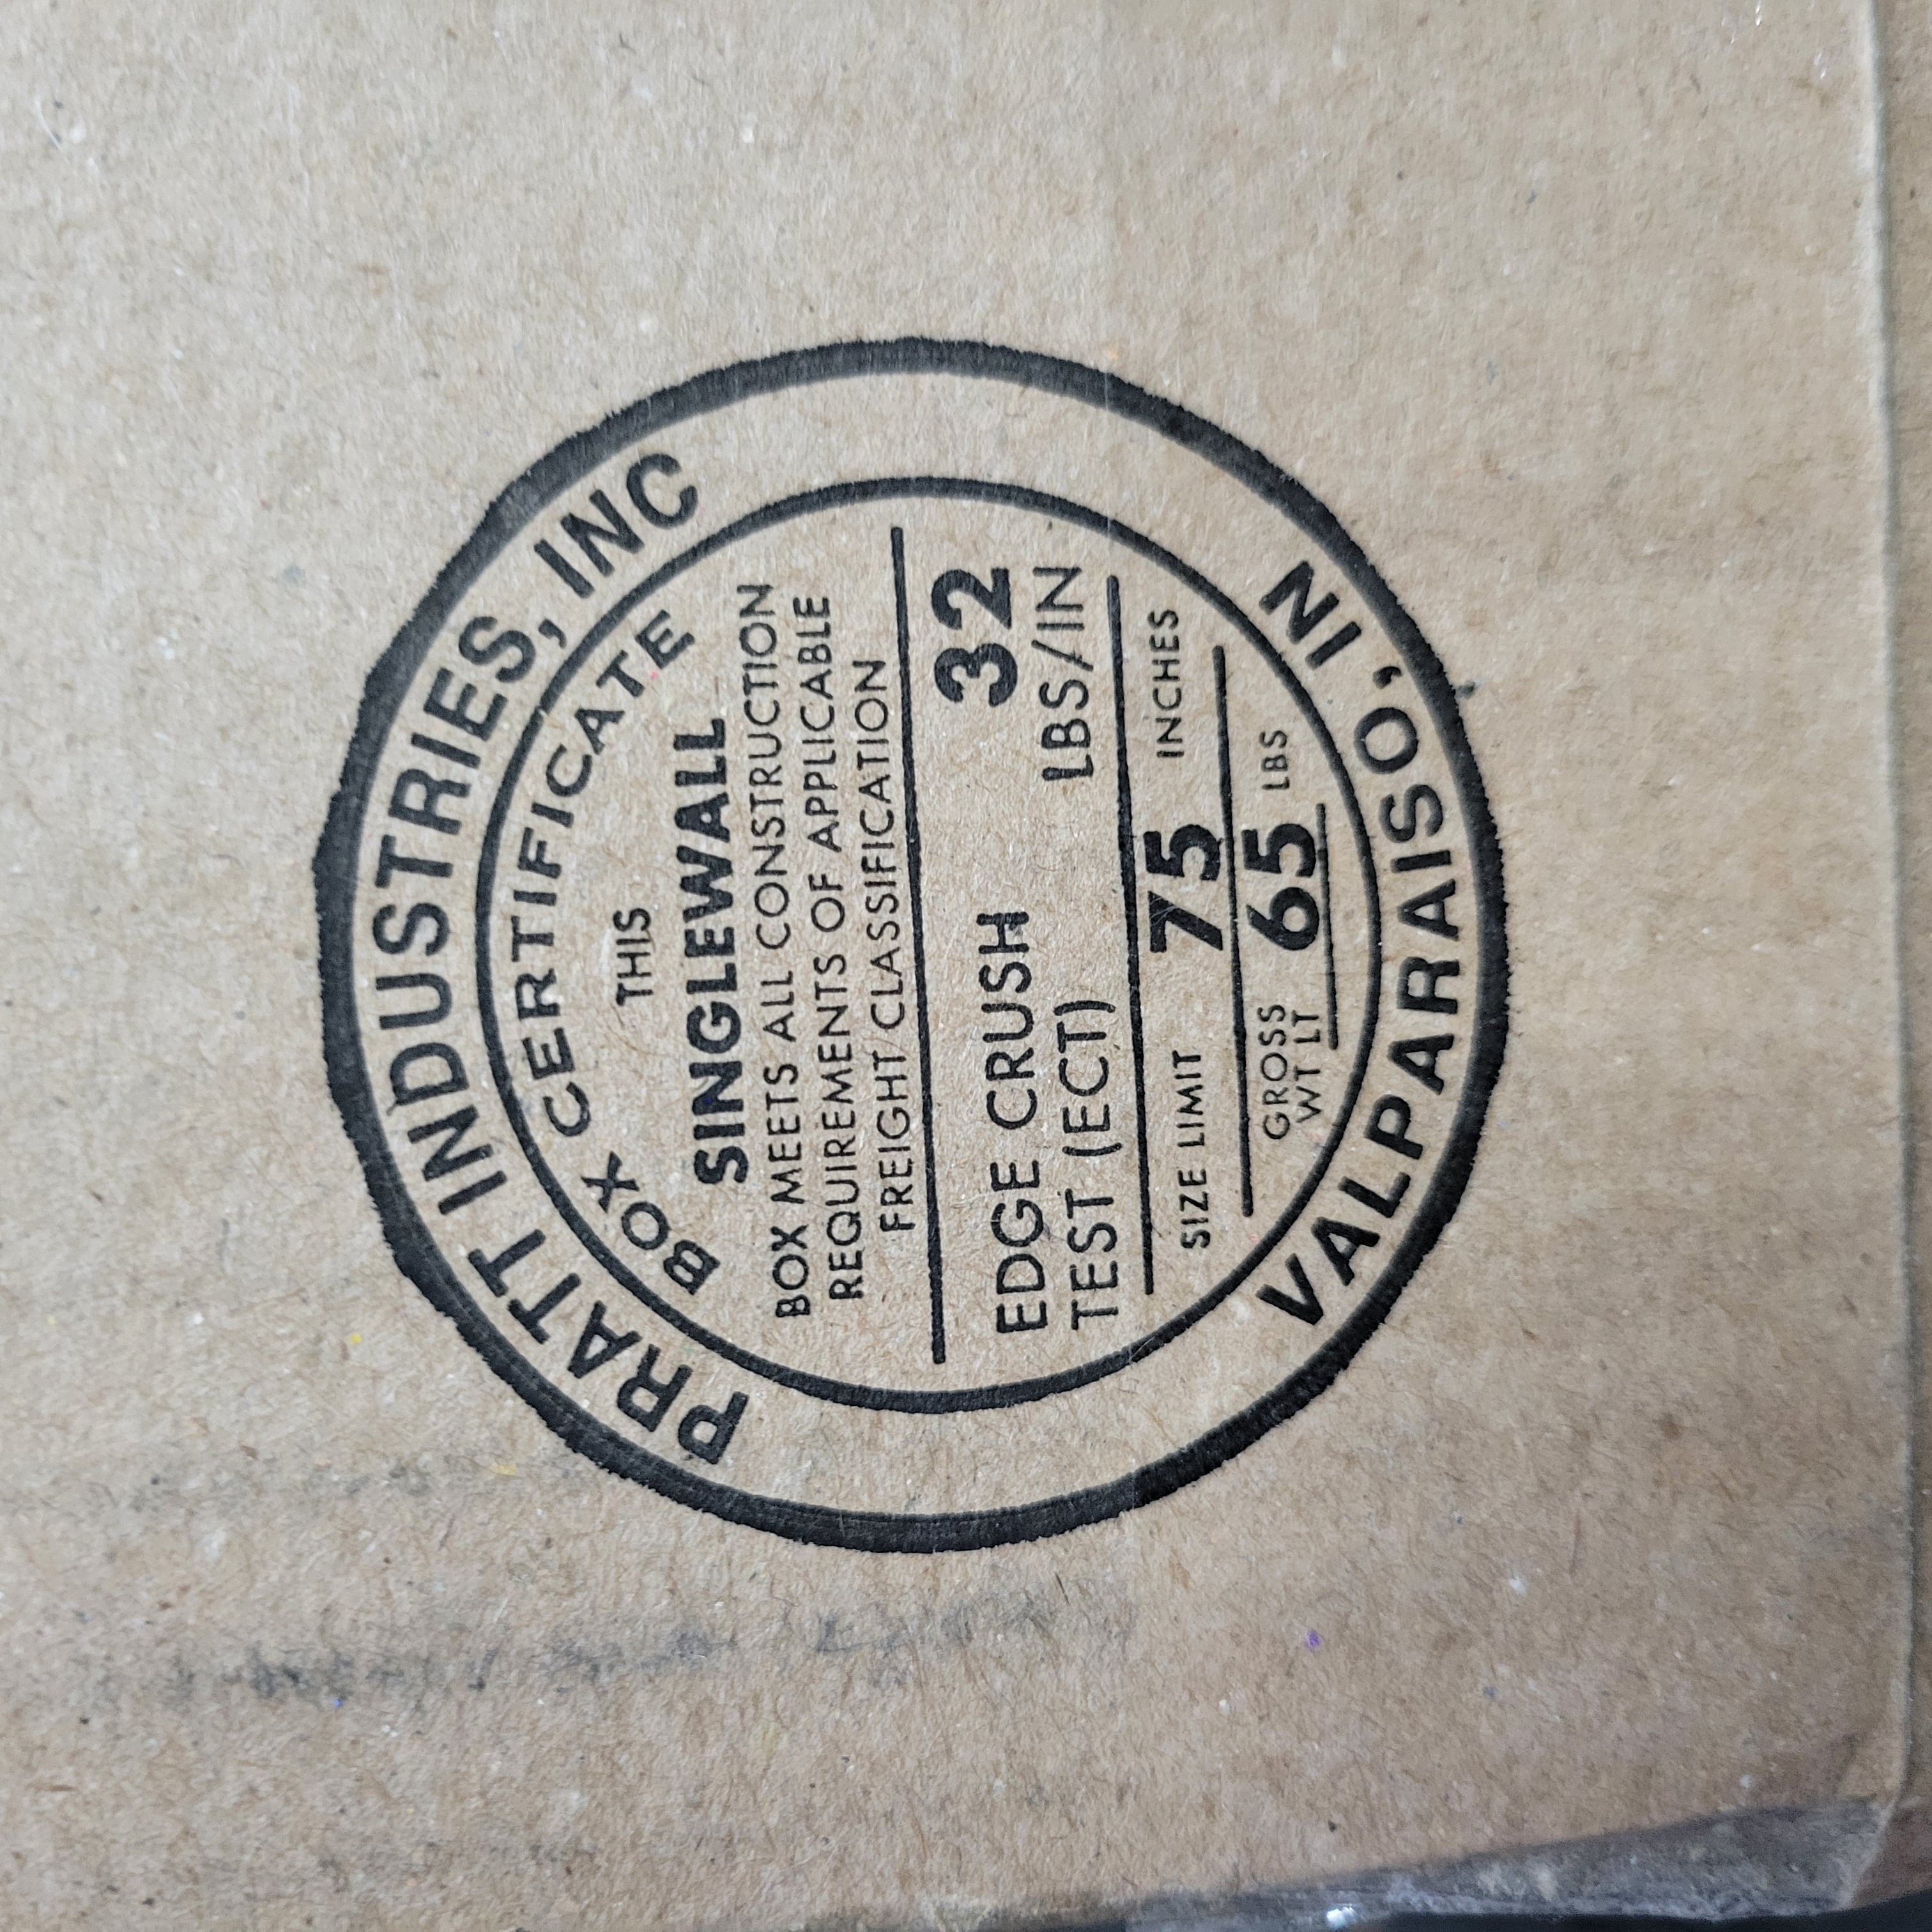 PRATT INDUSTRIES, INC
BOX CERTIFICATE
THIS
SINGLEWALL
BOX MEETS ALL CONSTRUCTION
REQUIREMENTS OF APPLICABLE
FREIGHT CLASSIFICATION
EDGE CRUSH 32
TEST (ECT) LBS/IN
SIZE LIMIT 75 INCHES
GROSS
WT LT 65 LBS
VALPARAISO, IN